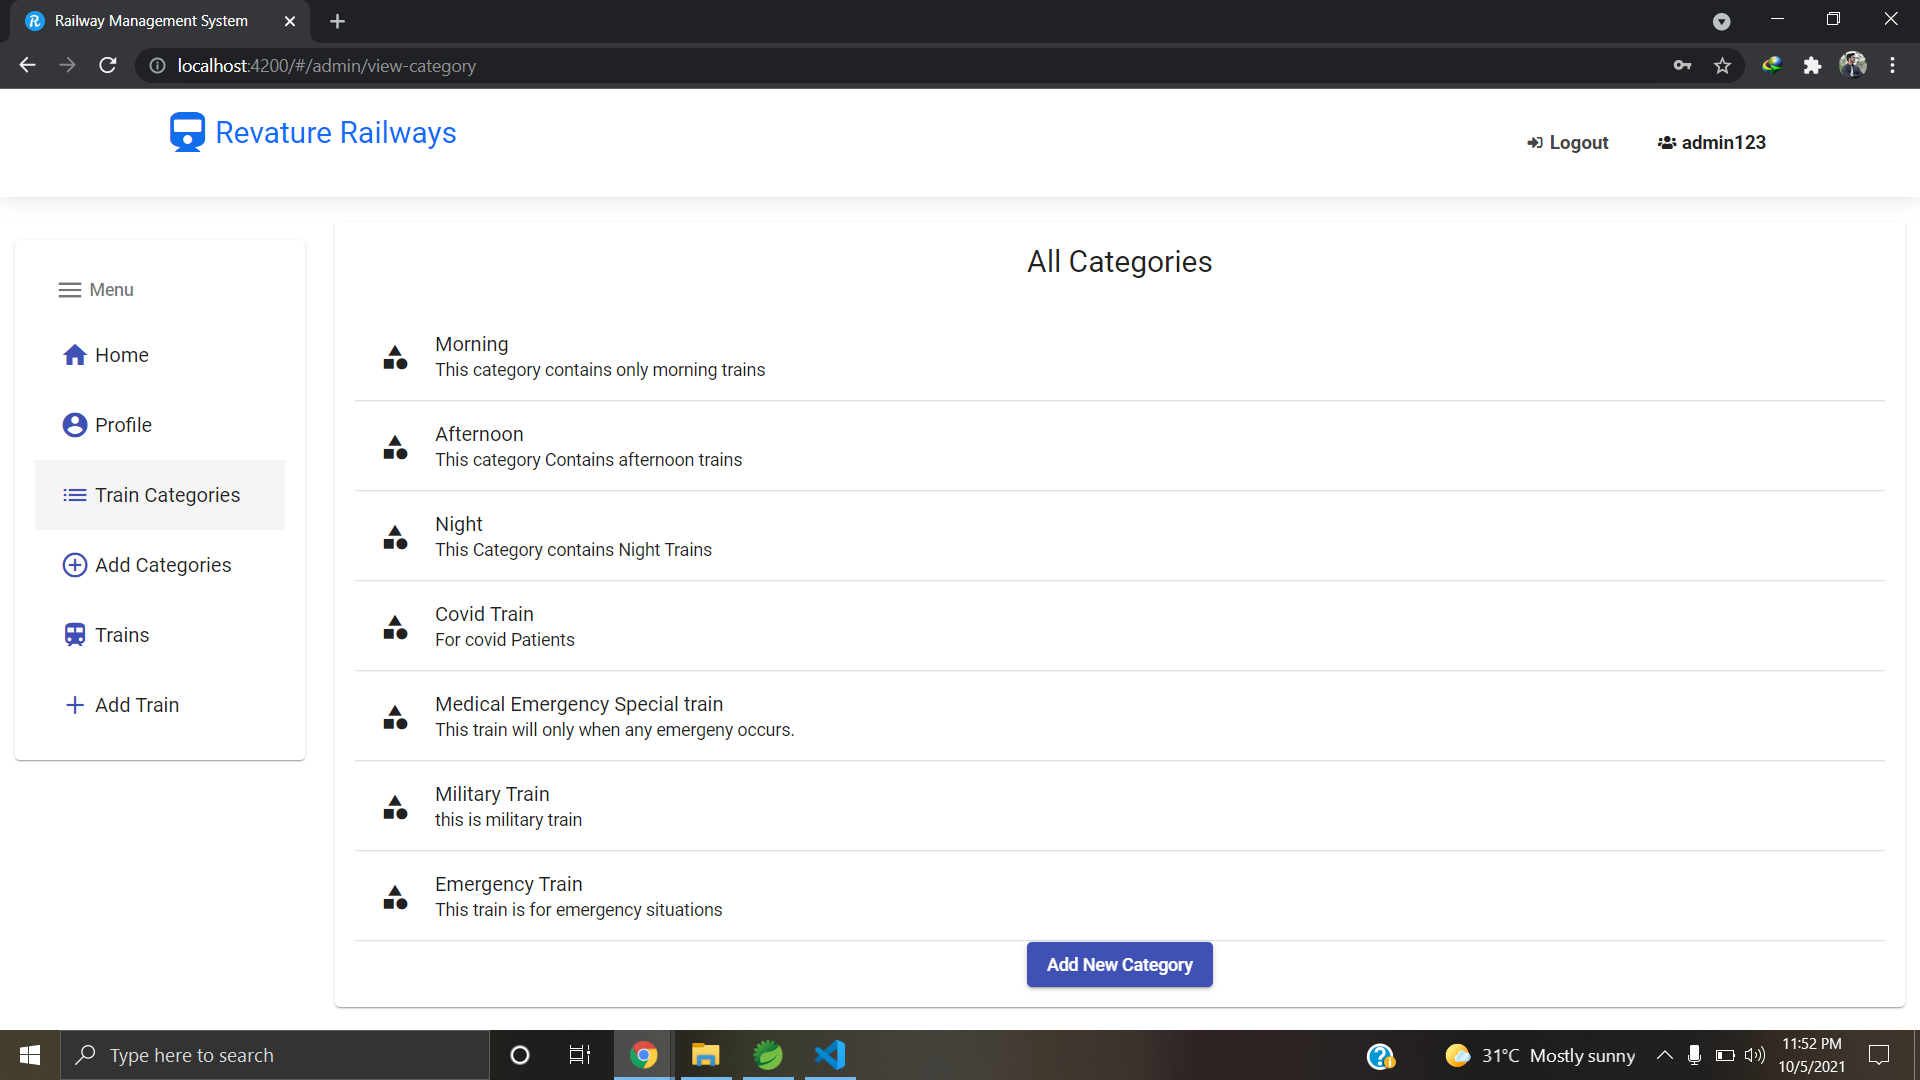 Railway Management System
localhost:4200/#/admin/view-category
Revature Railways
Logout
admin123
Menu
Home
Profile
Train Categories
Add Categories
Trains
Add Train
All Categories
Morning
This category contains only morning trains
Afternoon
This category Contains afternoon trains
Night
This Category contains Night Trains
Covid Train
For covid Patients
Medical Emergency Special train
This train will only when any emergeny occurs.
Military Train
this is military train
Emergency Train
This train is for emergency situations
Add New Category
Type here to search
31°C Mostly sunny
11:52 PM
10/5/2021